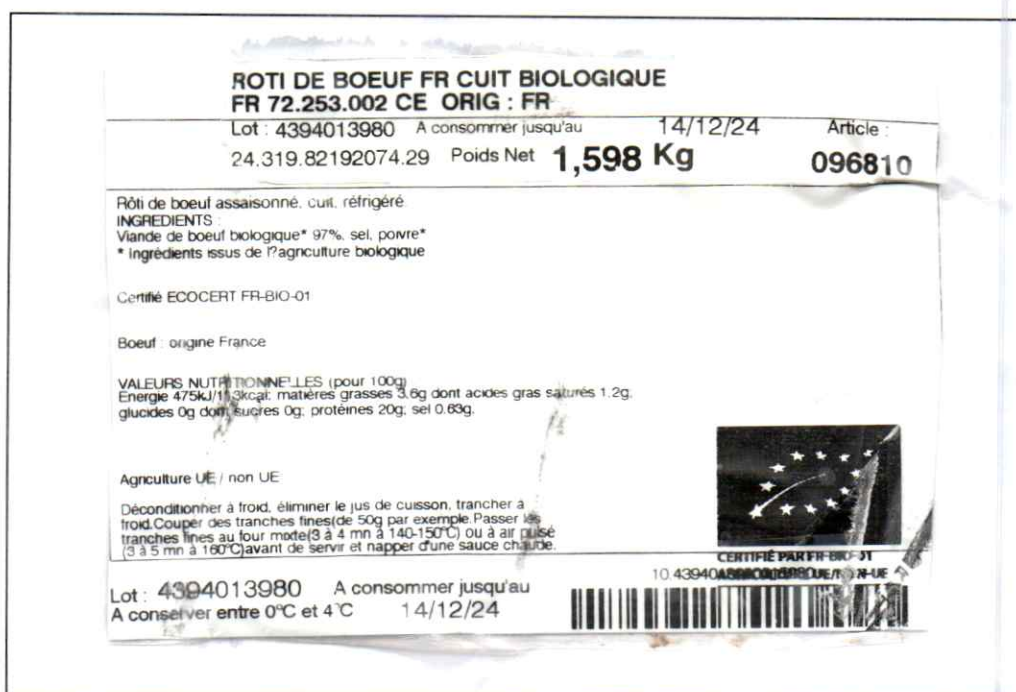 ROTI DE BOEUF FR CUIT BIOLOGIQUE
FR 72.253.002 CE ORIG : FR
Lot : 4394013980 A consommer jusqu'au 14/12/24 Article :
24.319.82192074.29 Poids Net 1,598 Kg 096810
Rôti de boeuf assaisonné, cuit, réfrigéré
INGREDIENTS :
Viande de boeuf biologique* 97%, sel, poivre*
* Ingrédients issus de l?agriculture biologique
Certifié ECOCERT FR-BIO-01
Boeuf : origine France
VALEURS NUTRITIONNELLES (pour 100g)
Energie 475kJ/113kcal; matières grasses 3.6g dont acides gras saturés 1.2g;
glucides 0g dont sucres 0g; protéines 20g; sel 0.63g.
Agriculture UE / non UE
Déconditionner à froid, éliminer le jus de cuisson, trancher à
froid.Couper des tranches fines(de 50g par exemple.Passer les
tranches fines au four mixte(3 à 4 mn à 140-150°C) ou à air pulsé
(3 à 5 mn à 160°C)avant de servir et napper d'une sauce chaude.
CERTIFIÉ PAR FR-BIO-01
UE/NON-UE
Lot : 4394013980 A consommer jusqu'au
A conserver entre 0°C et 4°C 14/12/24